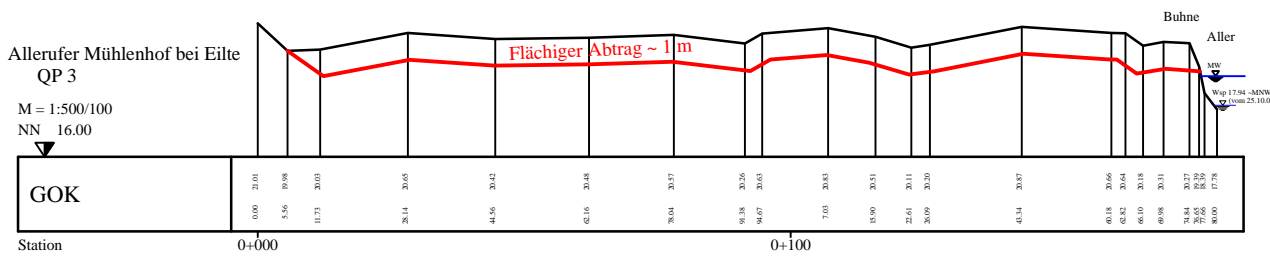 Buhne
Allerufer Mühlenhof bei Eilte
QP 3
Flächiger Abtrag ~ 1 m
Aller
MW
Wsp 17.94 ~MNW
(vom 25.10.0
M = 1:500/100
NN 16.00
GOK
21.01 19.98 20.03 20.65 20.42 20.48 20.57 20.26 20.63 20.83 20.51 20.11 20.20 20.87 20.66 20.64 20.18 20.31 20.27 19.39 18.39 17.78
0.00 5.56 11.73 28.14 44.56 62.16 78.04 91.38 94.67 7.03 15.90 22.61 26.09 43.34 60.18 62.82 66.10 69.98 74.84 76.65 77.66 80.00
Station 0+000 0+100